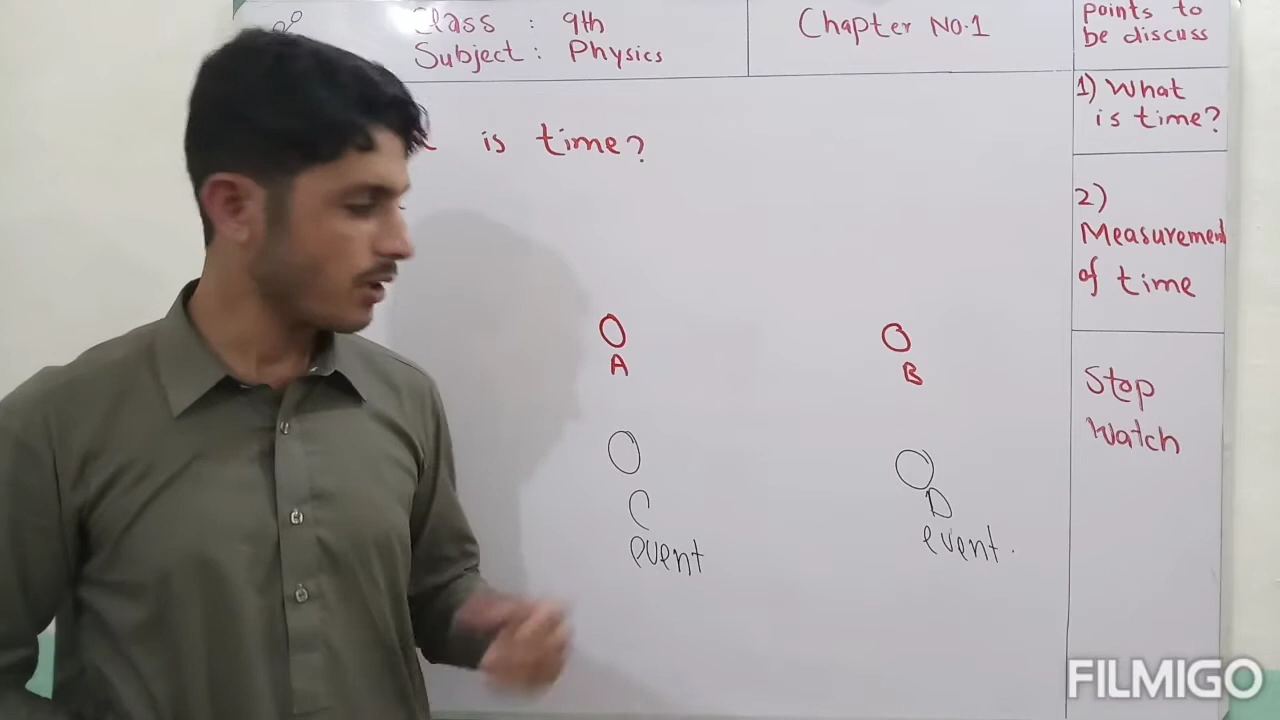 Class : 9th
Subject : Physics
Chapter No.1
points to
be discuss
is time?
1) What
is time?
2)
Measurement
of time
A
B
Stop
Watch
C
event
D
event.
FILMIGO